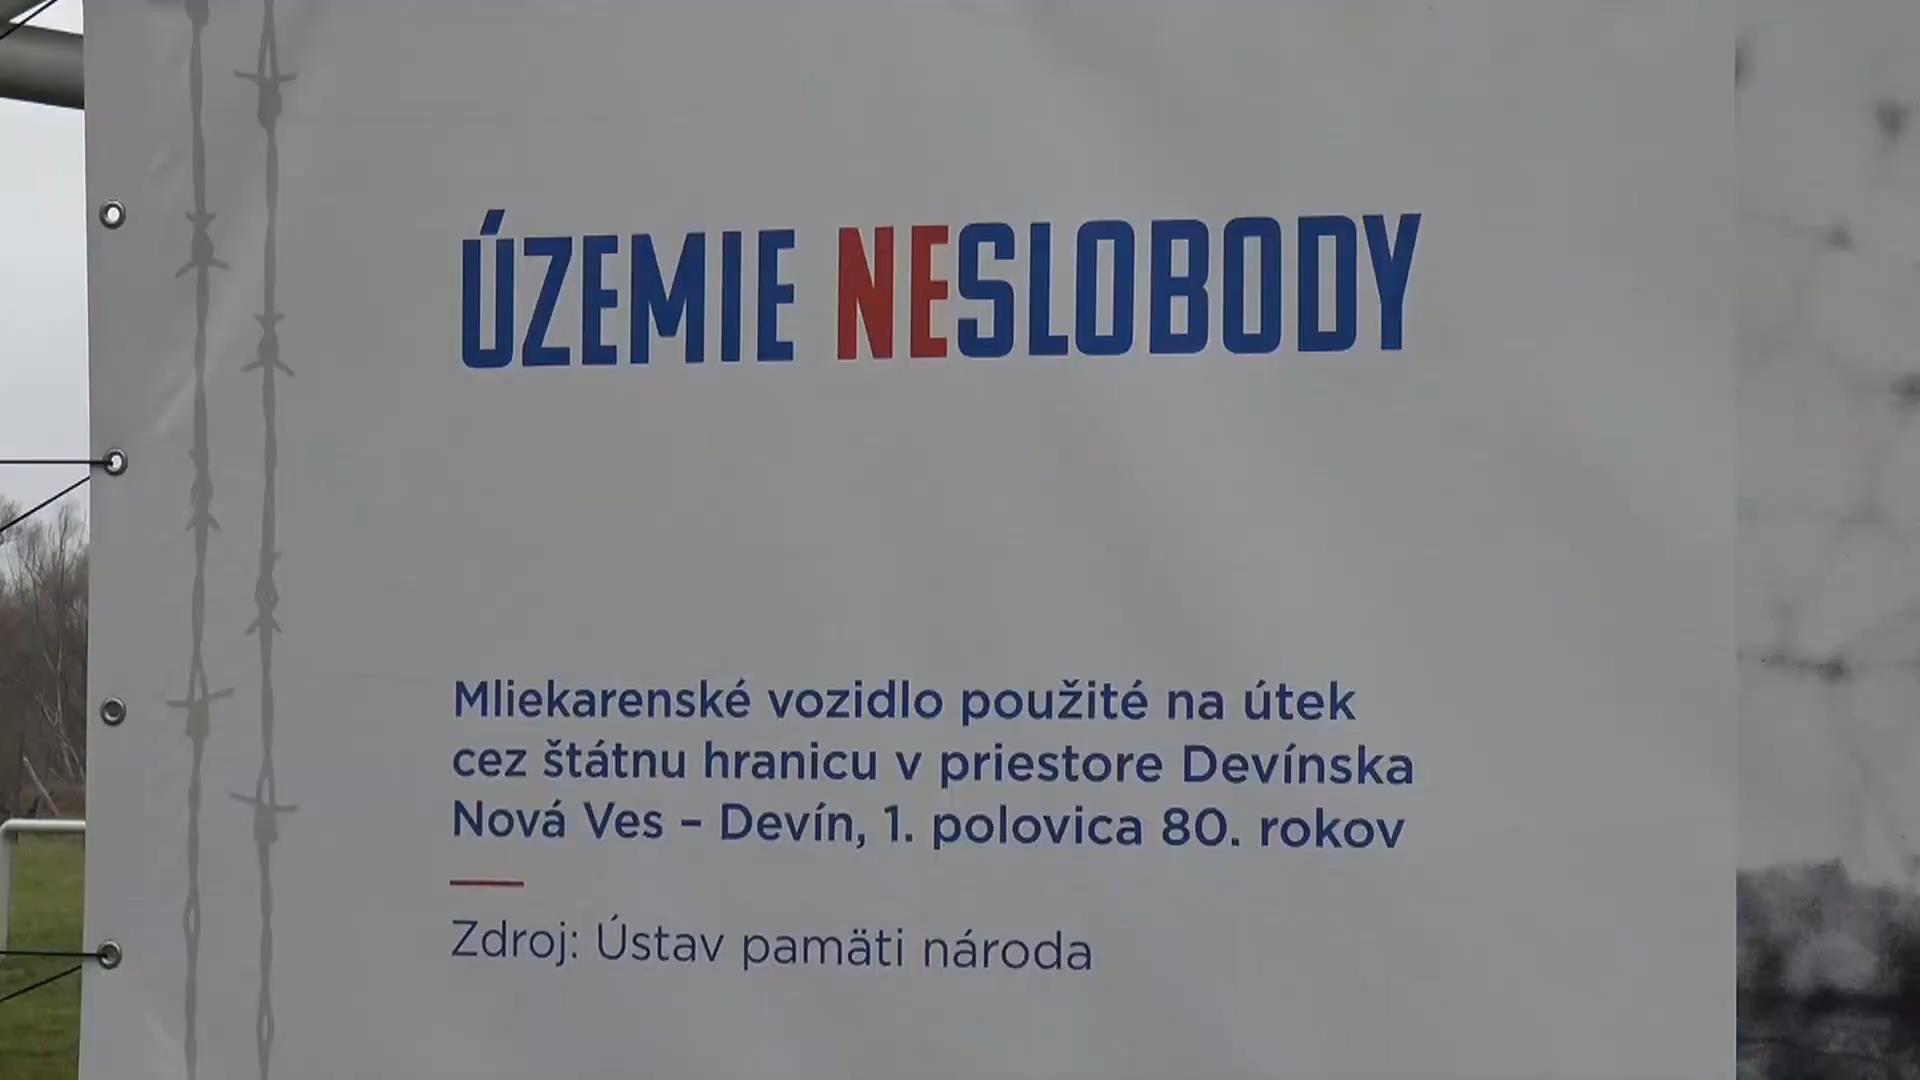 ÚZEMIE NESLOBODY
Mliekarenské vozidlo použité na útek
cez štátnu hranicu v priestore Devínska
Nová Ves – Devín, 1. polovica 80. rokov
Zdroj: Ústav pamäti národa